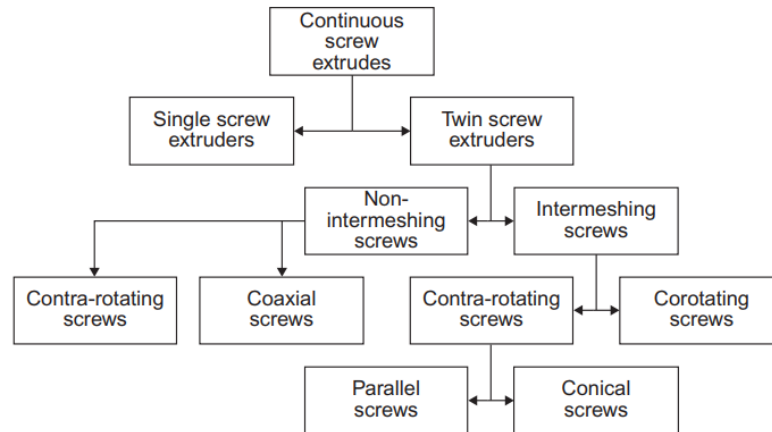 Continuous
screw
extrudes
Single screw
extruders
Twin screw
extruders
Non-
intermeshing
screws
Intermeshing
screws
Contra-rotating
screws
Coaxial
screws
Contra-rotating
screws
Corotating
screws
Parallel
screws
Conical
screws